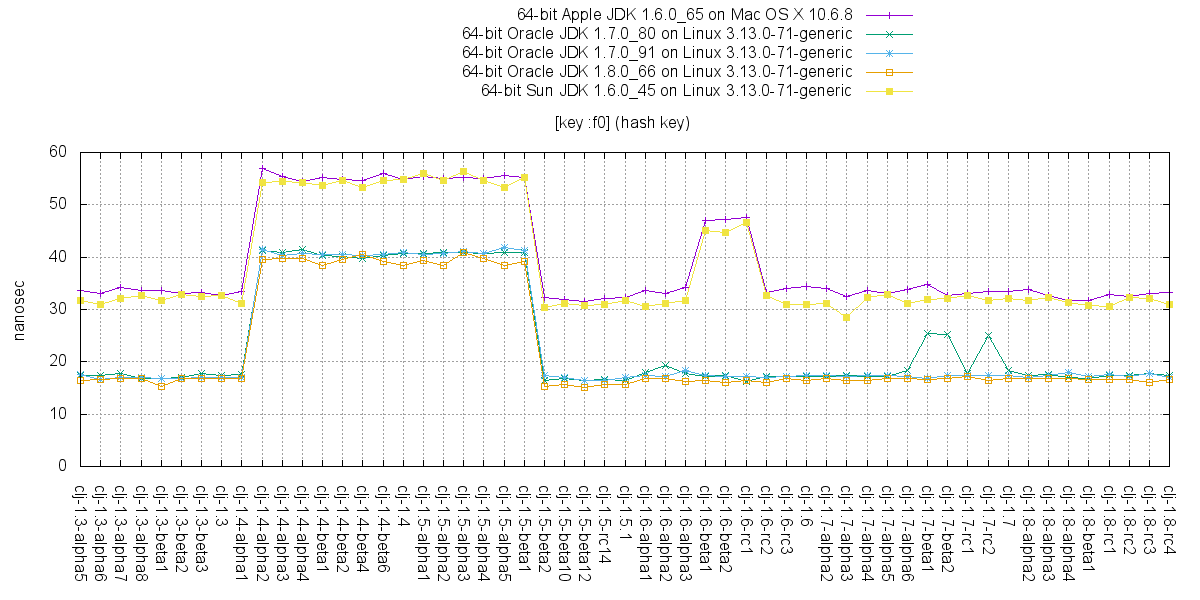 64-bit Apple JDK 1.6.0_65 on Mac OS X 10.6.8
64-bit Oracle JDK 1.7.0_80 on Linux 3.13.0-71-generic
64-bit Oracle JDK 1.7.0_91 on Linux 3.13.0-71-generic
64-bit Oracle JDK 1.8.0_66 on Linux 3.13.0-71-generic
64-bit Sun JDK 1.6.0_45 on Linux 3.13.0-71-generic
[key :f0] (hash key)
nanosec
60
50
40
30
20
10
0
clj-1.3-alpha5
clj-1.3-alpha6
clj-1.3-alpha7
clj-1.3-alpha8
clj-1.3-beta1
clj-1.3-beta2
clj-1.3-beta3
clj-1.3
clj-1.4-alpha1
clj-1.4-alpha2
clj-1.4-alpha3
clj-1.4-alpha4
clj-1.4-beta1
clj-1.4-beta2
clj-1.4-beta4
clj-1.4-beta6
clj-1.4
clj-1.5-alpha1
clj-1.5-alpha2
clj-1.5-alpha3
clj-1.5-alpha4
clj-1.5-alpha5
clj-1.5-beta1
clj-1.5-beta2
clj-1.5-beta10
clj-1.5-beta12
clj-1.5-rc14
clj-1.5.1
clj-1.6-alpha1
clj-1.6-alpha2
clj-1.6-alpha3
clj-1.6-beta1
clj-1.6-beta2
clj-1.6-rc1
clj-1.6-rc2
clj-1.6-rc3
clj-1.6
clj-1.7-alpha2
clj-1.7-alpha3
clj-1.7-alpha4
clj-1.7-alpha5
clj-1.7-alpha6
clj-1.7-beta1
clj-1.7-beta2
clj-1.7-rc1
clj-1.7-rc2
clj-1.7
clj-1.8-alpha2
clj-1.8-alpha3
clj-1.8-alpha4
clj-1.8-beta1
clj-1.8-rc1
clj-1.8-rc2
clj-1.8-rc3
clj-1.8-rc4